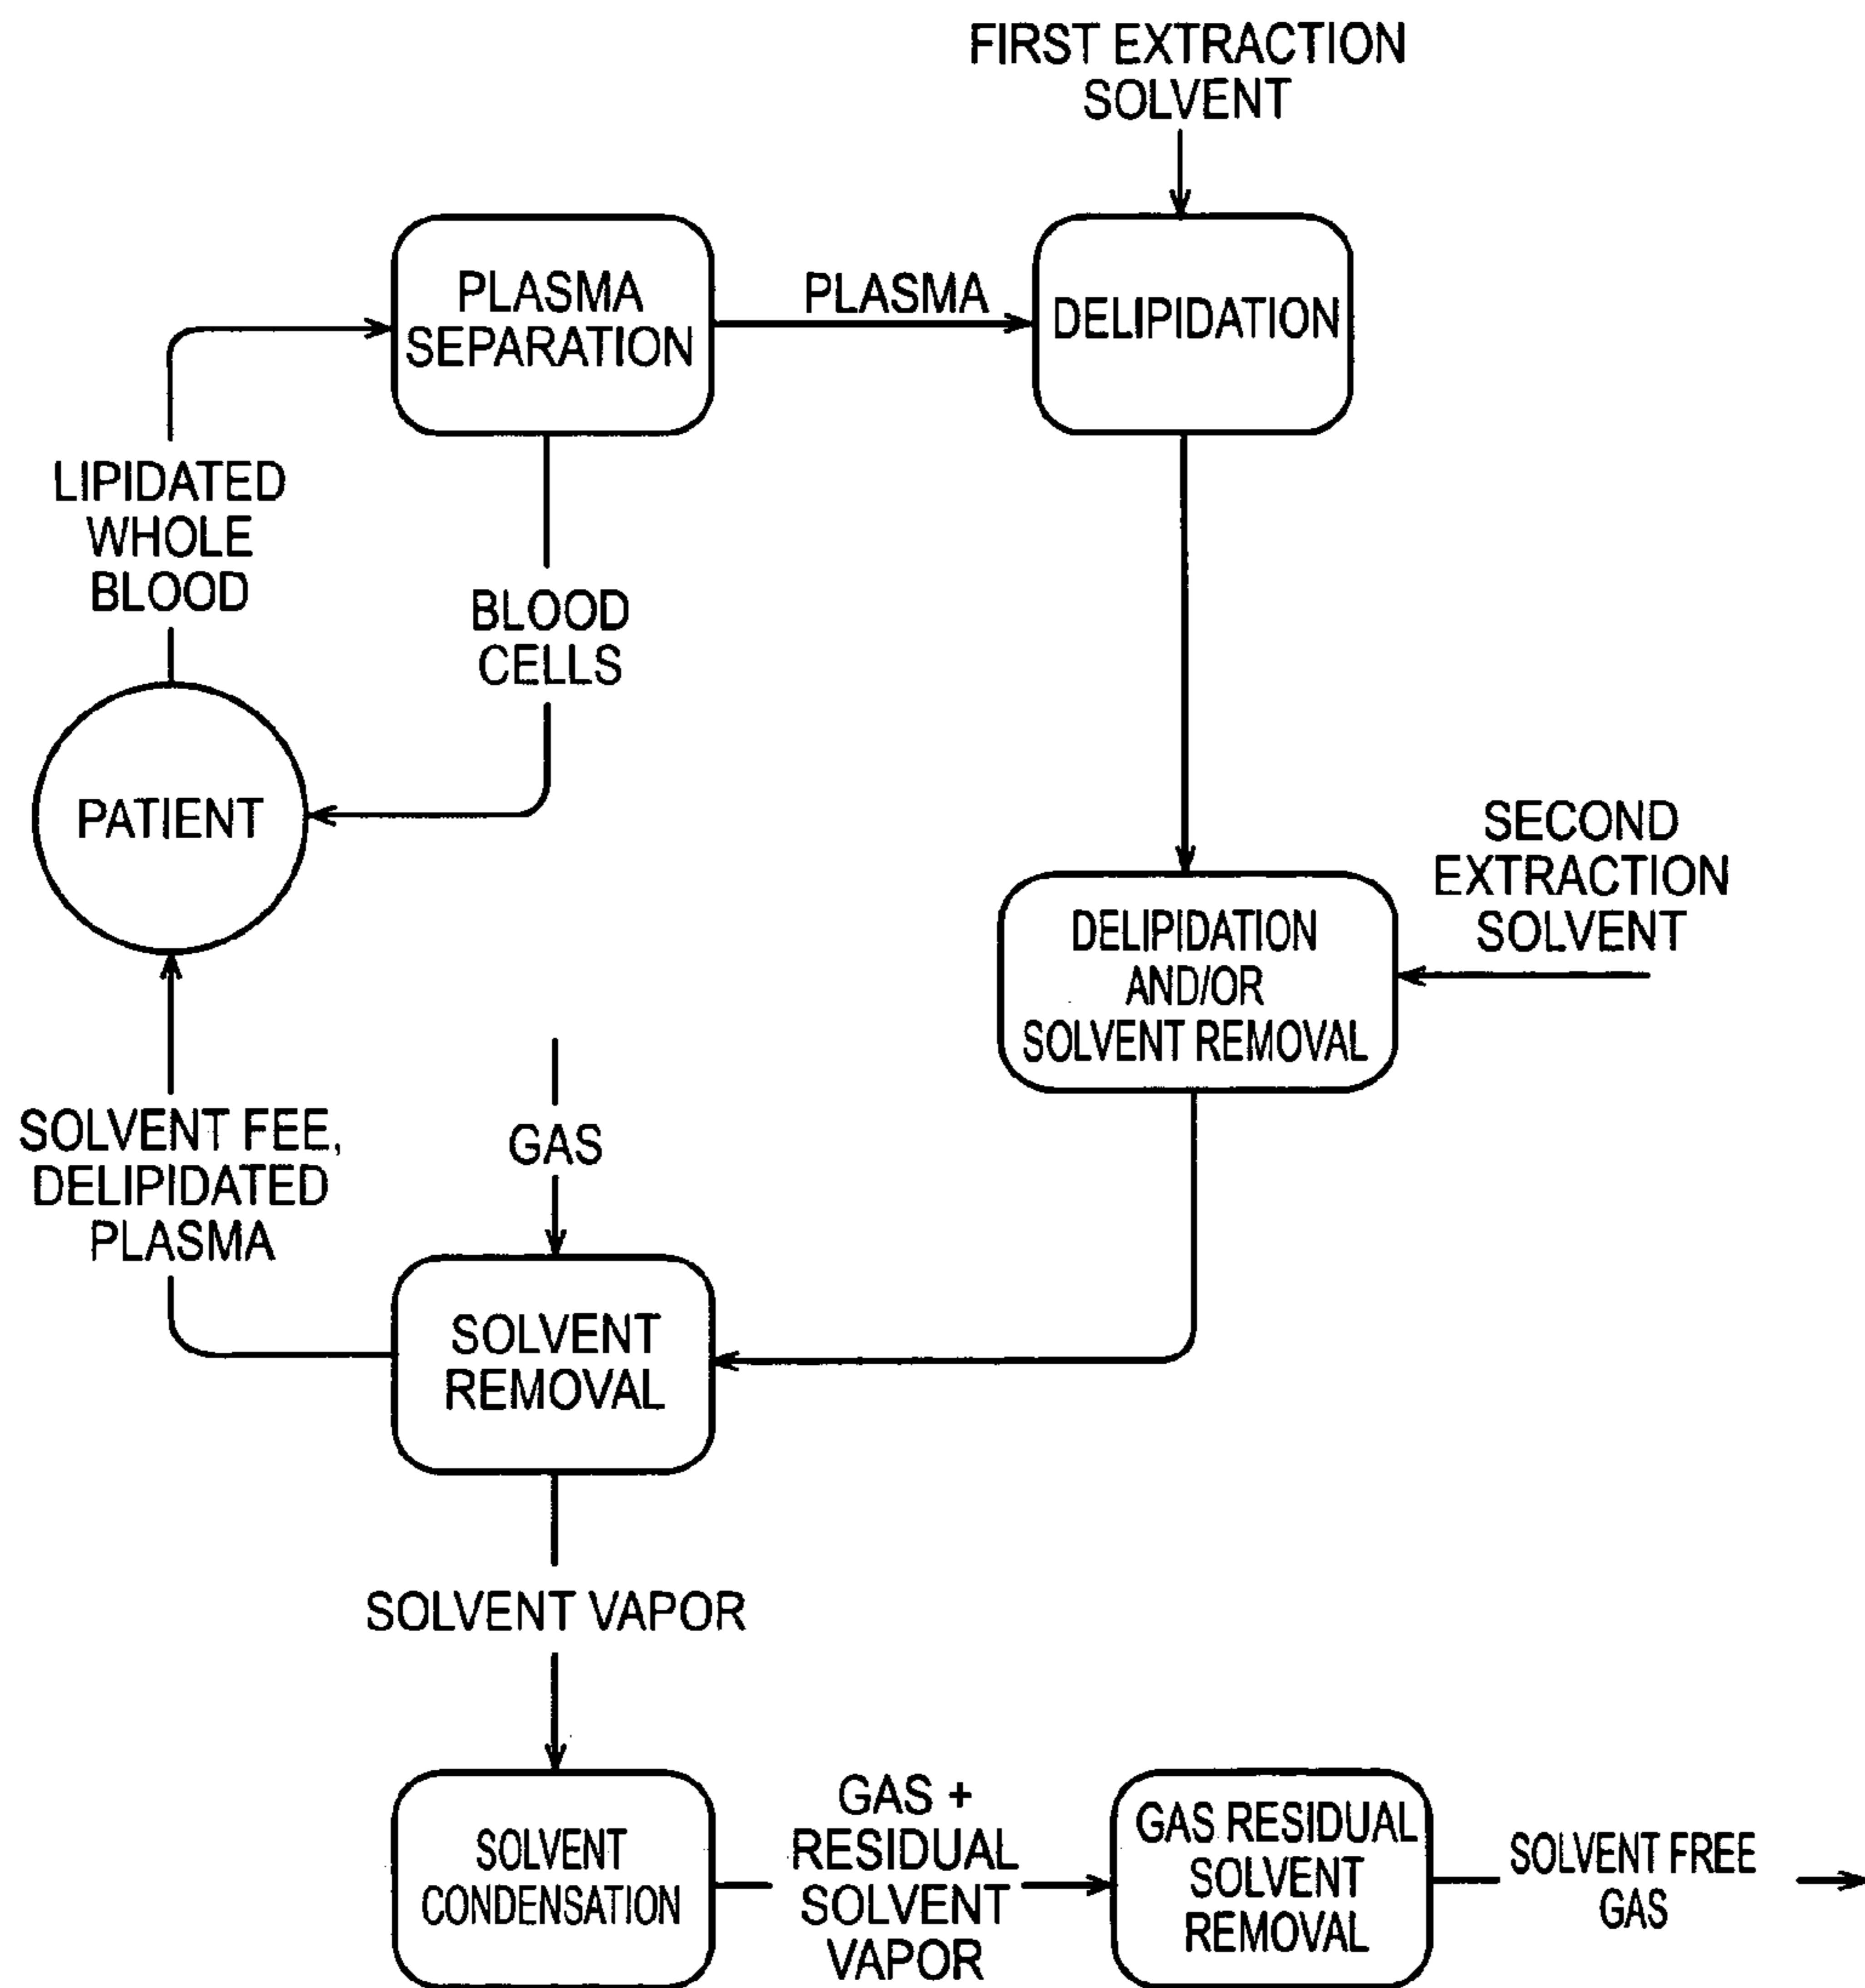 FIRST EXTRACTION
SOLVENT
PLASMA
SEPARATION
PLASMA
DELIPIDATION
LIPIDATED
WHOLE
BLOOD
BLOOD
CELLS
PATIENT
SECOND
EXTRACTION
SOLVENT
DELIPIDATION
AND/OR
SOLVENT REMOVAL
SOLVENT FEE,
DELIPIDATED
PLASMA
GAS
SOLVENT
REMOVAL
SOLVENT VAPOR
SOLVENT
CONDENSATION
GAS +
RESIDUAL
SOLVENT
VAPOR
GAS RESIDUAL
SOLVENT
REMOVAL
SOLVENT FREE
GAS